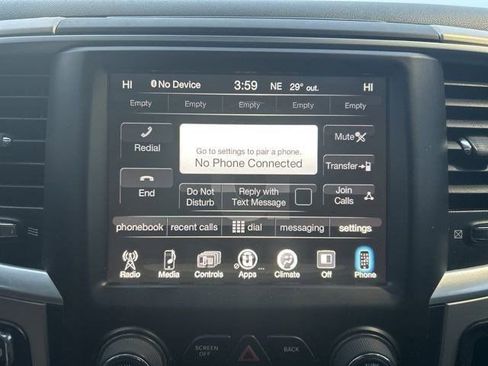 HI No Device 3:59 NE 29° out. HI
Empty Empty Empty Empty Empty
Redial
Go to settings to pair a phone.
No Phone Connected
Mute
Transfer
End
Do Not
Disturb
Reply with
Text Message
Join
Calls
phonebook recent calls dial messaging settings
Radio Media Controls Apps Climate Off Phone
SCREEN
OFF
BACK